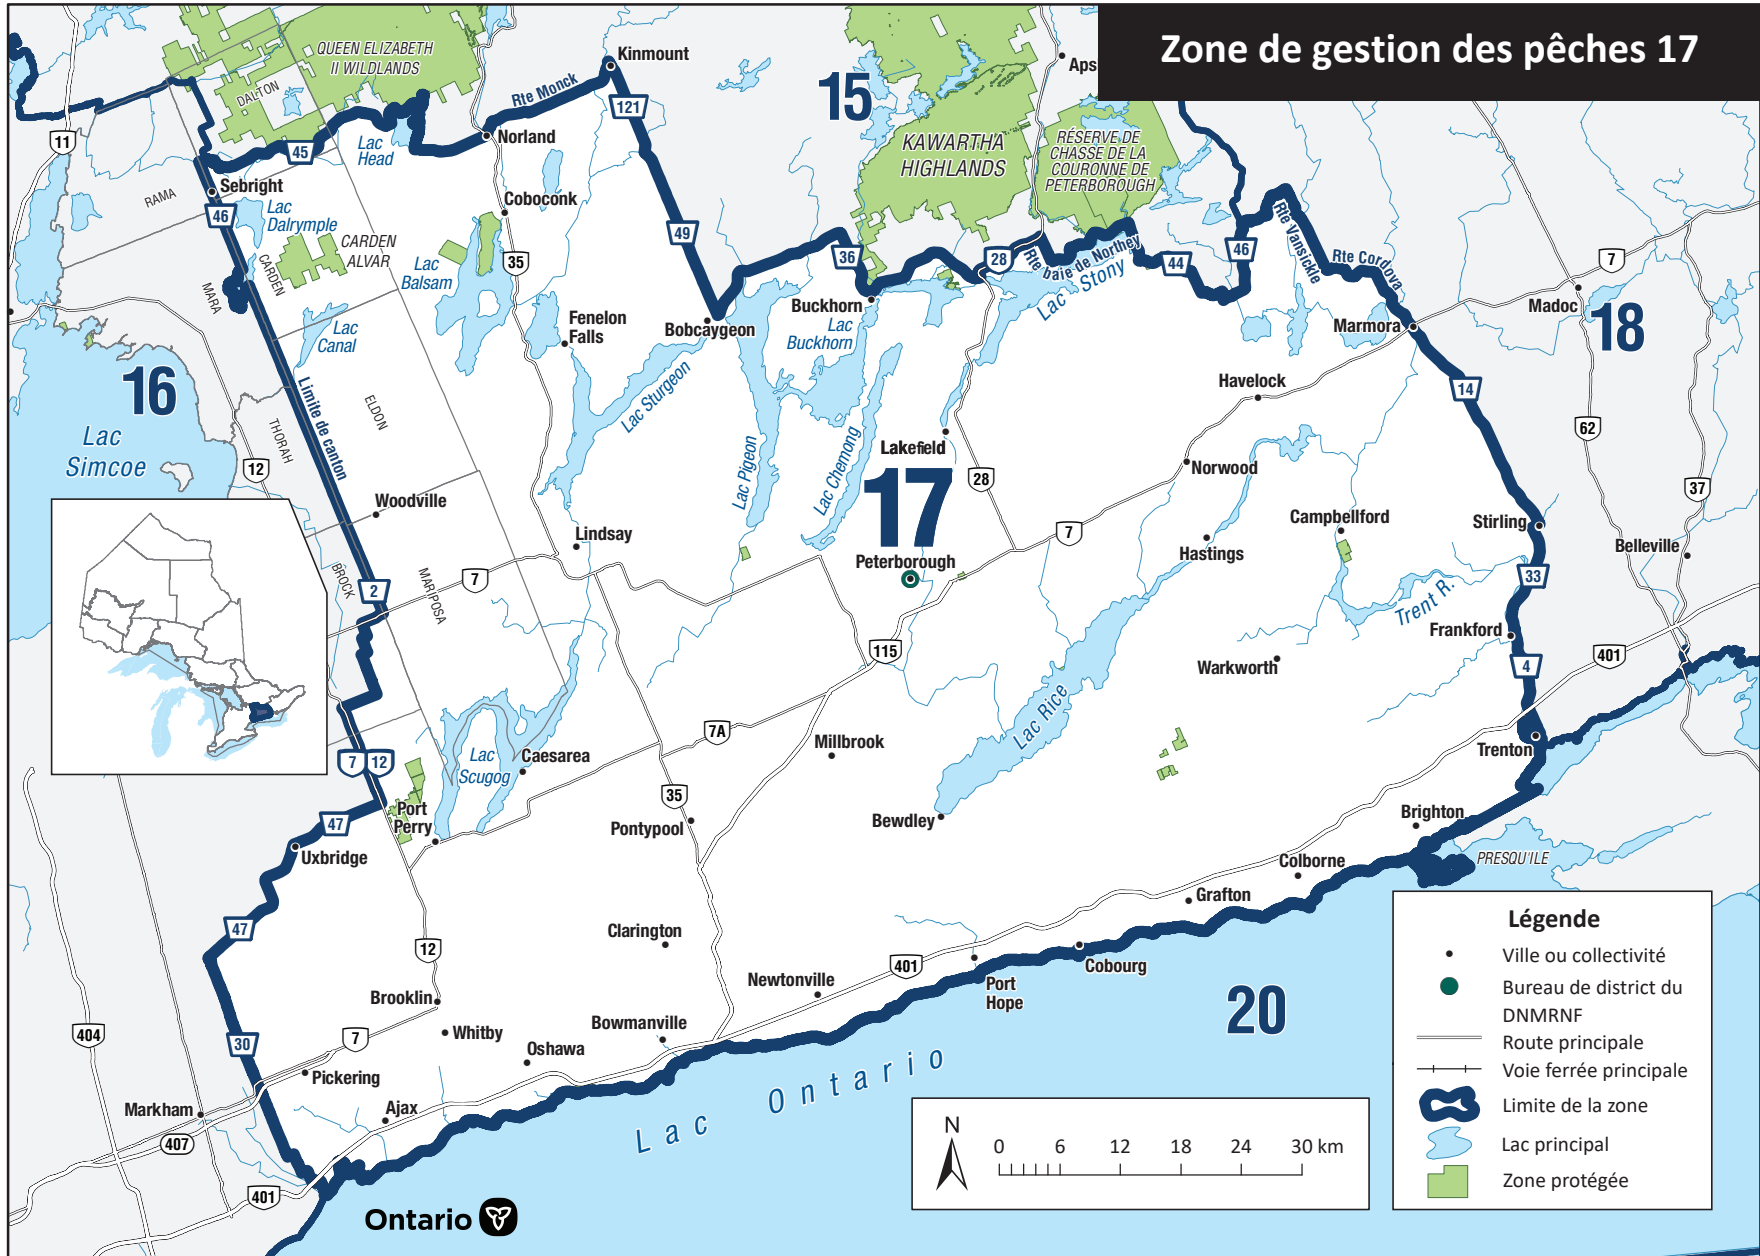 Zone de gestion des pêches 17
QUEEN ELIZABETH
II WILDLANDS
DALTON
Kinmount
Rte Monck
121
15
Aps
11
45
Lac
Head
Norland
KAWARTHA
HIGHLANDS
RÉSERVE DE
CHASSE DE LA
COURONNE DE
PETERBOROUGH
RAMA
Sebright
46
Lac
Dalrymple
CARDEN
ALVAR
CARDEN
MARA
Coboconk
35
Lac
Balsam
49
36
28
Rte baie de Northey
44
46
Rte Vansickle
Rte Cordova
7
Madoc
18
Lac
Canal
Fenelon
Falls
Bobcaygeon
Buckhorn
Lac
Buckhorn
Lac Stony
Marmora
16
Lac
Simcoe
Limite de canton
ELDON
THORAH
12
Lac Sturgeon
Havelock
14
62
Lac Pigeon
Lac Chemong
Lakefield
17
28
Norwood
37
Woodville
Lindsay
Campbellford
Stirling
Belleville
Hastings
7
Peterborough
BROCK
2
7
MARIPOSA
33
Trent R.
Frankford
115
Warkworth
4
401
Lac Rice
7A
Millbrook
Trenton
7
12
Lac
Scugog
Caesarea
35
Port
Perry
47
Uxbridge
Pontypool
Bewdley
Brighton
PRESQU'ILE
Colborne
Grafton
47
12
Clarington
401
Cobourg
Port
Hope
Newtonville
Brooklin
404
30
7
Whitby
Bowmanville
Oshawa
20
Pickering
Markham
Ajax
407
401
Lac Ontario
Ontario
N
0 6 12 18 24 30 km
Légende
Ville ou collectivité
Bureau de district du
DNMRNF
Route principale
Voie ferrée principale
Limite de la zone
Lac principal
Zone protégée